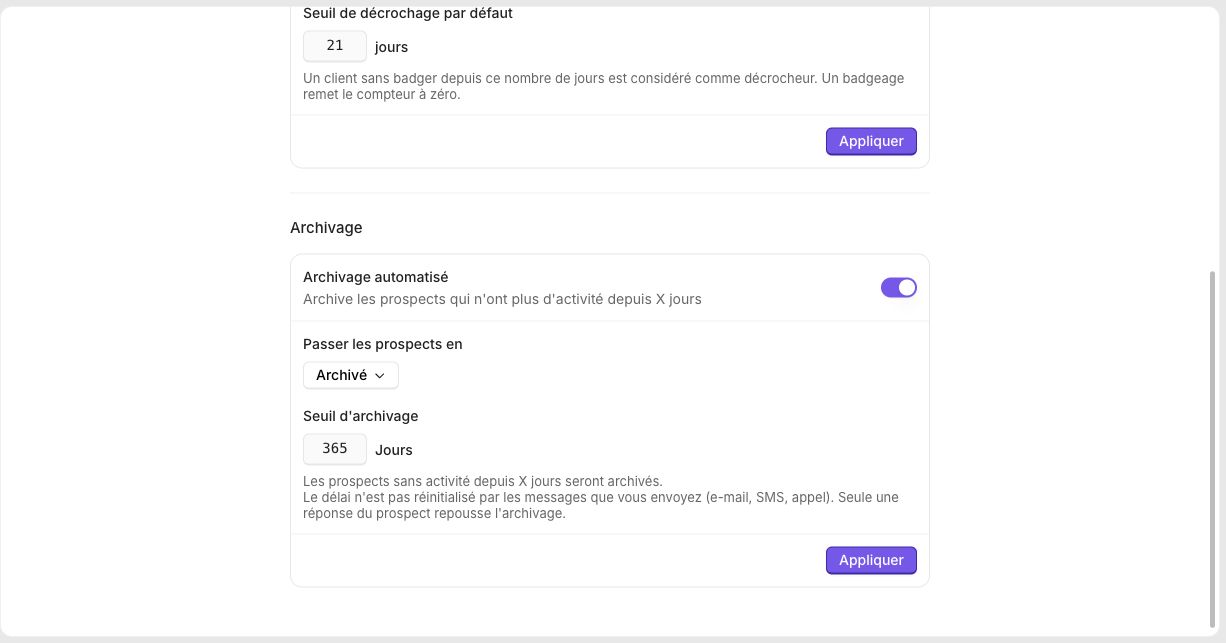 Seuil de décrochage par défaut
21 jours
Un client sans badger depuis ce nombre de jours est considéré comme décrocheur. Un badgeage
remet le compteur à zéro.
Appliquer
Archivage
Archivage automatisé
Archive les prospects qui n'ont plus d'activité depuis X jours
Passer les prospects en
Archivé
Seuil d'archivage
365 Jours
Les prospects sans activité depuis X jours seront archivés.
Le délai n'est pas réinitialisé par les messages que vous envoyez (e-mail, SMS, appel). Seule une
réponse du prospect repousse l'archivage.
Appliquer